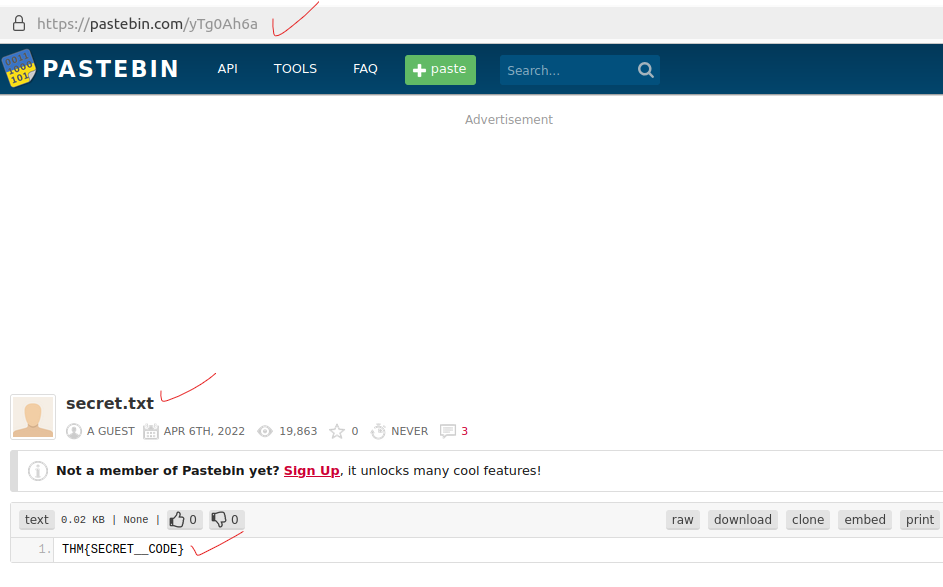 https://pastebin.com/yTg0Ah6a
PASTEBIN API TOOLS FAQ + paste Search...
Advertisement
secret.txt
A GUEST APR 6TH, 2022 19,863 0 NEVER 3
Not a member of Pastebin yet? Sign Up, it unlocks many cool features!
text 0.02 KB | None | 0 0 raw download clone embed print
1. THM{SECRET__CODE}